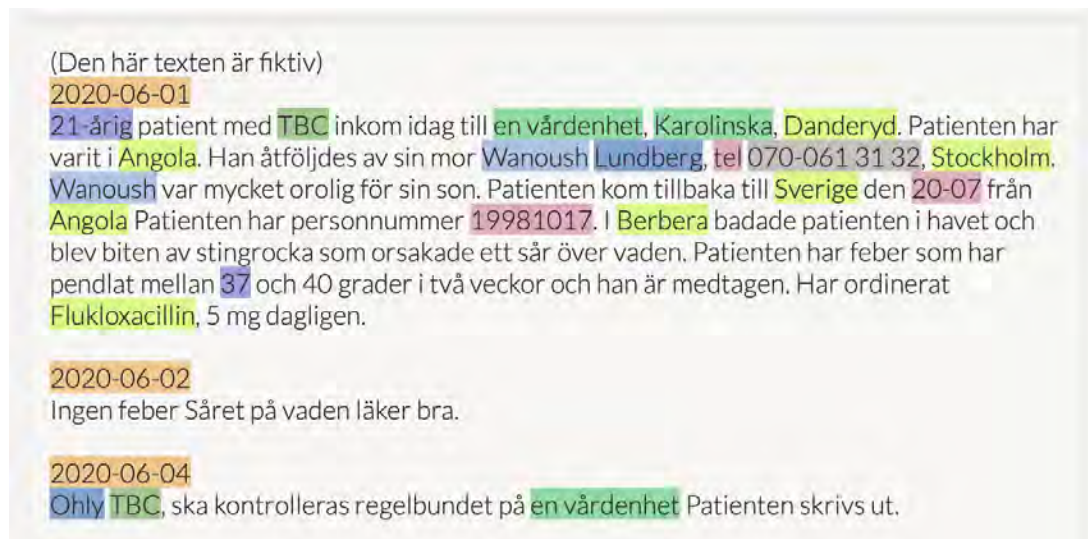 (Den här texten är fiktiv)
2020-06-01
21-årig patient med TBC inkom idag till en vårdenhet, Karolinska, Danderyd. Patienten har
varit i Angola. Han åtföljdes av sin mor Wanoush Lundberg, tel 070-061 31 32, Stockholm.
Wanoush var mycket orolig för sin son. Patienten kom tillbaka till Sverige den 20-07 från
Angola Patienten har personnummer 19981017. I Berbera badade patienten i havet och
blev biten av stingrocka som orsakade ett sår över vaden. Patienten har feber som har
pendlat mellan 37 och 40 grader i två veckor och han är medtagen. Har ordinerat
Flukloxacillin, 5 mg dagligen.
2020-06-02
Ingen feber Såret på vaden läker bra.
2020-06-04
Ohly TBC, ska kontrolleras regelbundet på en vårdenhet Patienten skrivs ut.